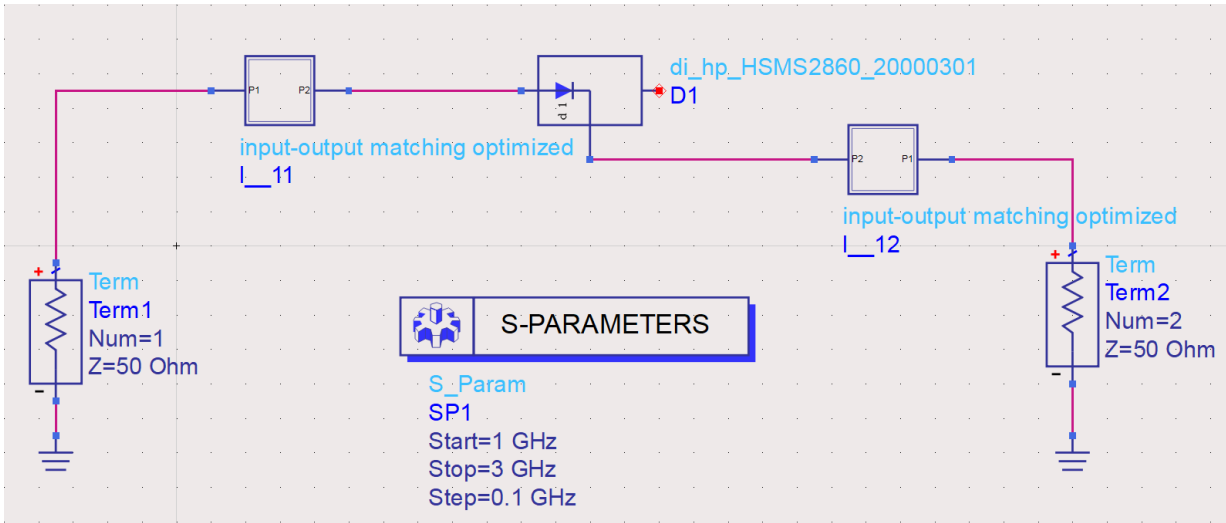 di_hp_HSMS2860_20000301
D1
P1
P2
d1
input-output matching optimized
I__11
P2
P1
input-output matching optimized
I__12
+
Term
Term1
Num=1
Z=50 Ohm
-
S-PARAMETERS
S_Param
SP1
Start=1 GHz
Stop=3 GHz
Step=0.1 GHz
+
Term
Term2
Num=2
Z=50 Ohm
-